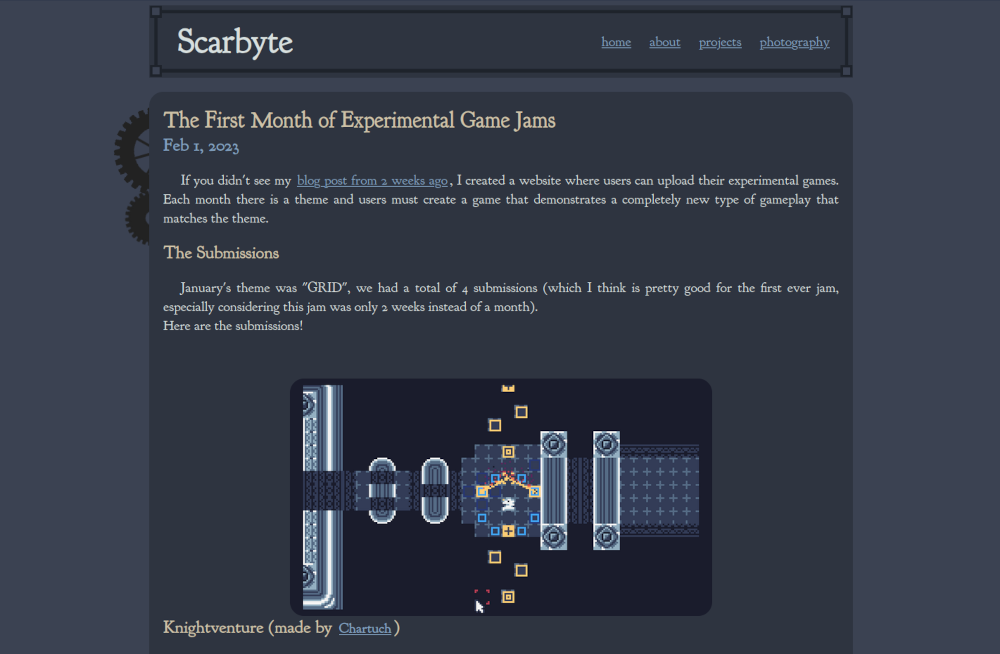 Scarbyte
home about projects photography
The First Month of Experimental Game Jams
Feb 1, 2023
If you didn't see my blog post from 2 weeks ago, I created a website where users can upload their experimental games.
Each month there is a theme and users must create a game that demonstrates a completely new type of gameplay that
matches the theme.
The Submissions
January's theme was "GRID", we had a total of 4 submissions (which I think is pretty good for the first ever jam,
especially considering this jam was only 2 weeks instead of a month).
Here are the submissions!
Knightventure (made by Chartuch)